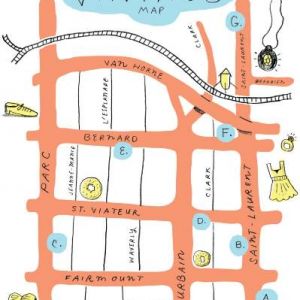 MAP
G.
CLARK
SAINT-LAURENT
VAN HORNE
L'ESPLANADE
BERNARD
F.
E.
PARC
JEANNE-MANCE
CLARK
ST. VIATEUR
D.
C.
WAVERLY
URBAIN
B.
SAINT-LAURENT
FAIRMOUNT
A.